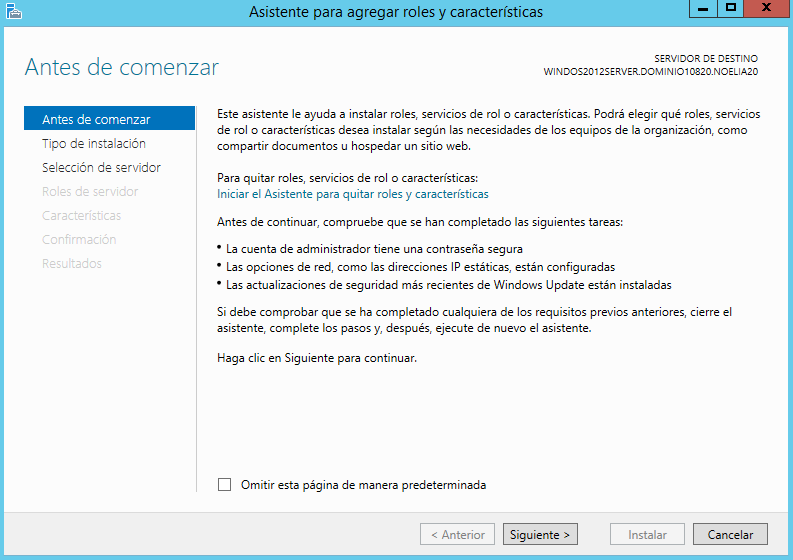 Asistente para agregar roles y características
Antes de comenzar
SERVIDOR DE DESTINO
WINDOS2012SERVER.DOMINIO10820.NOELIA20
Antes de comenzar
Tipo de instalación
Selección de servidor
Roles de servidor
Características
Confirmación
Resultados
Este asistente le ayuda a instalar roles, servicios de rol o características. Podrá elegir qué roles, servicios
de rol o características desea instalar según las necesidades de los equipos de la organización, como
compartir documentos u hospedar un sitio web.
Para quitar roles, servicios de rol o características:
Iniciar el Asistente para quitar roles y características
Antes de continuar, compruebe que se han completado las siguientes tareas:
• La cuenta de administrador tiene una contraseña segura
• Las opciones de red, como las direcciones IP estáticas, están configuradas
• Las actualizaciones de seguridad más recientes de Windows Update están instaladas
Si debe comprobar que se ha completado cualquiera de los requisitos previos anteriores, cierre el
asistente, complete los pasos y, después, ejecute de nuevo el asistente.
Haga clic en Siguiente para continuar.
Omitir esta página de manera predeterminada
< Anterior
Siguiente >
Instalar
Cancelar